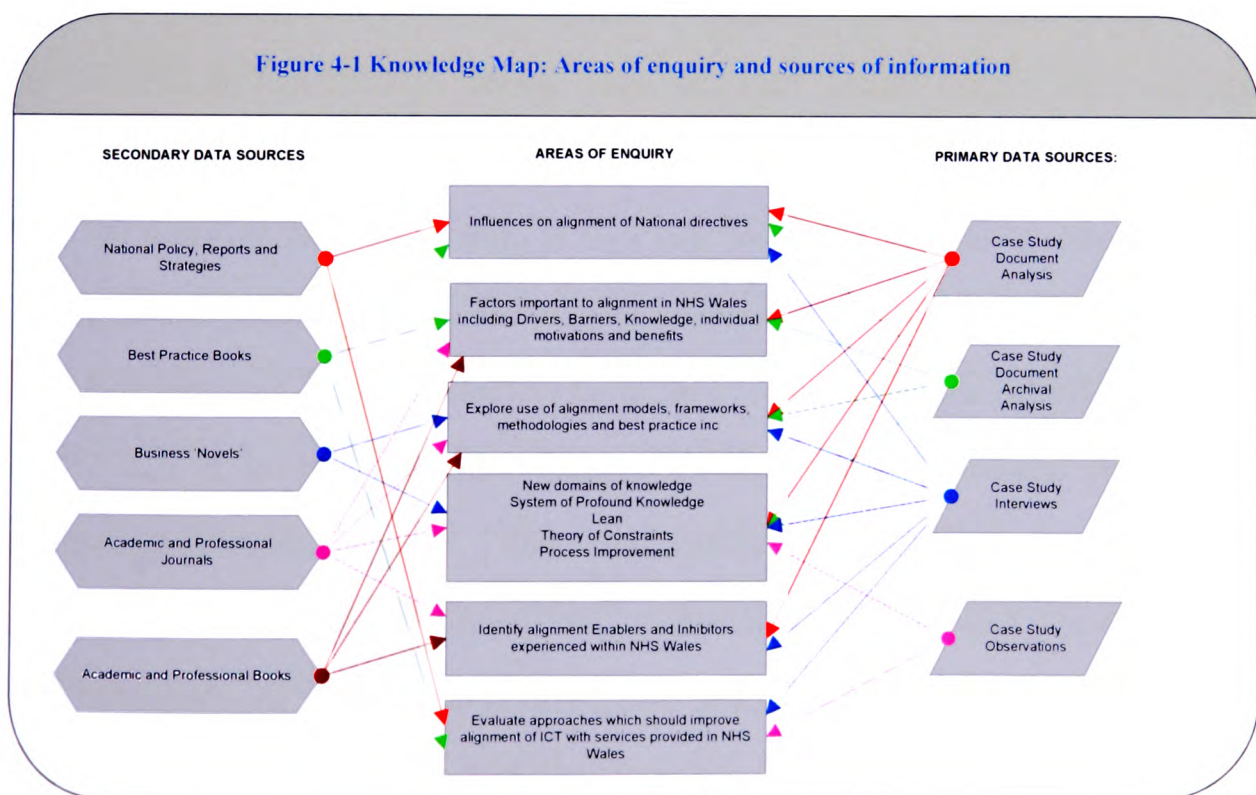 Figure 4-1 Knowledge Map: Areas of enquiry and sources of information
SECONDARY DATA SOURCES
National Policy, Reports and
Strategies
Best Practice Books
Business 'Novels'
Academic and Professional
Journals
Academic and Professional Books
AREAS OF ENQUIRY
Influences on alignment of National directives
Factors important to alignment in NHS Wales
including Drivers, Barriers, Knowledge, individual
motivations and benefits
Explore use of alignment models, frameworks,
methodologies and best practice inc
New domains of knowledge
System of Profound Knowledge
Lean
Theory of Constraints
Process Improvement
Identify alignment Enablers and Inhibitors
experienced within NHS Wales
Evaluate approaches which should improve
alignment of ICT with services provided in NHS
Wales
PRIMARY DATA SOURCES:
Case Study
Document
Analysis
Case Study
Document
Archival
Analysis
Case Study
Interviews
Case Study
Observations